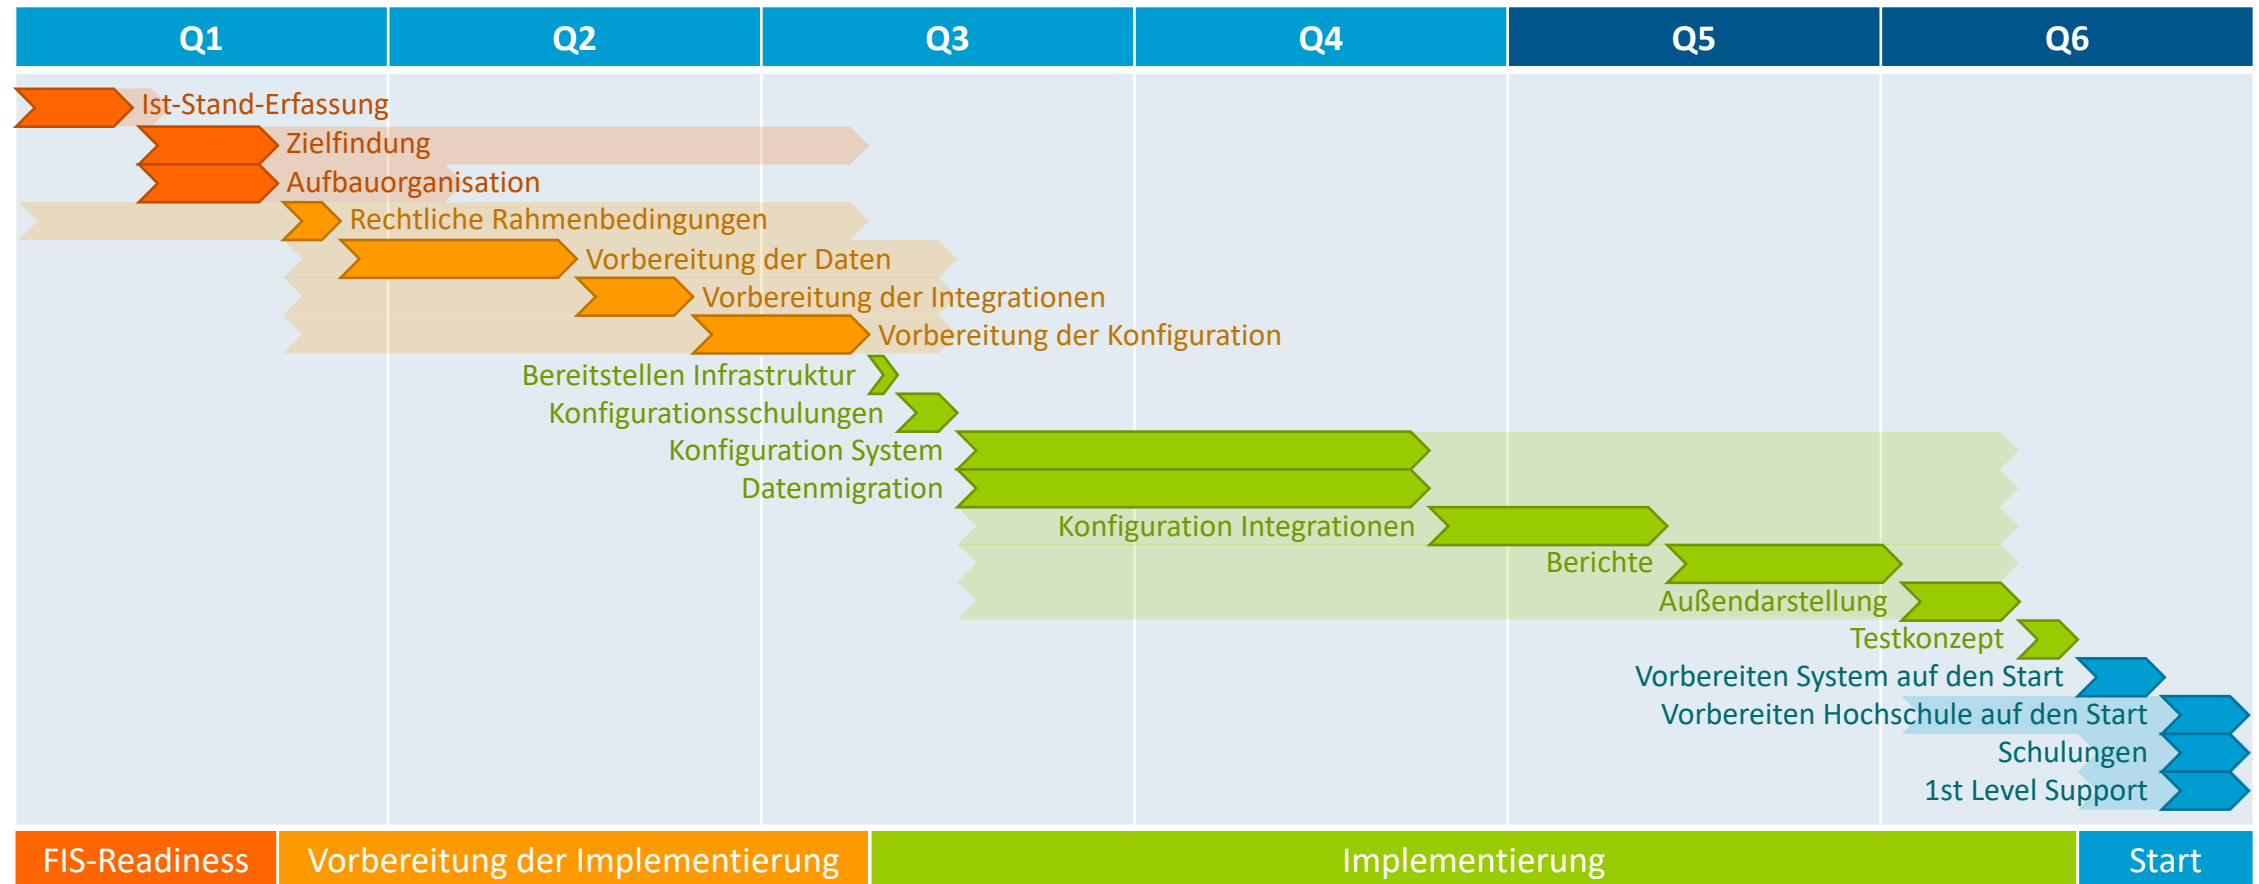 Q1 Q2 Q3 Q4 Q5 Q6
Ist-Stand-Erfassung
Zielfindung
Aufbauorganisation
Rechtliche Rahmenbedingungen
Vorbereitung der Daten
Vorbereitung der Integrationen
Vorbereitung der Konfiguration
Bereitstellen Infrastruktur
Konfigurationsschulungen
Konfiguration System
Datenmigration
Konfiguration Integrationen
Berichte
Außendarstellung
Testkonzept
Vorbereiten System auf den Start
Vorbereiten Hochschule auf den Start
Schulungen
1st Level Support
FIS-Readiness Vorbereitung der Implementierung Implementierung Start